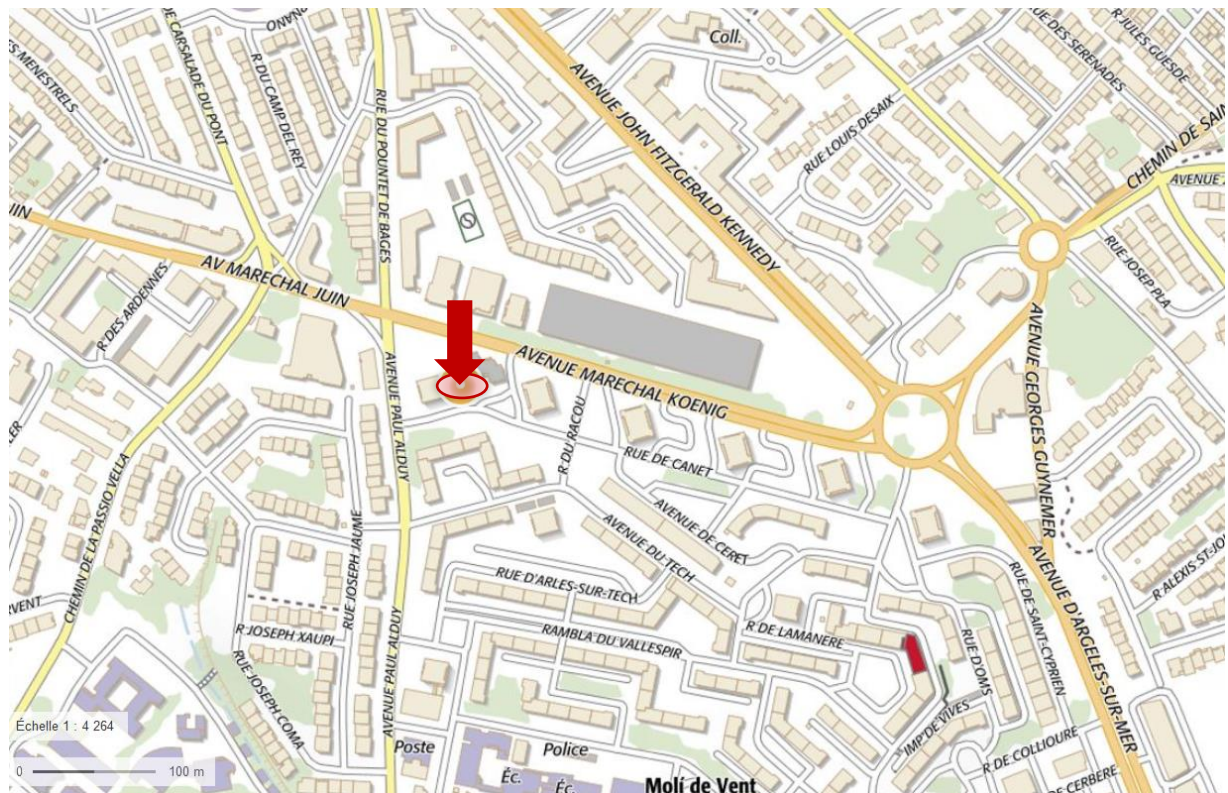 Coll.
R JULES GUESDE
RUE DES SERENADES
DE CARSALADE DU PONT
R DU CAMP DEL REY
RUE DU POUNTET DE BAGES
AVENUE JOHN FITZGERALD KENNEDY
RUE LOUIS DESAIX
CHEMIN DE SAIN
AVENUE
RUE JOSEP PLA
AV MARECHAL JUIN
R DES ARDENNES
AVENUE MARECHAL KOENIG
AVENUE GEORGES GUYNEMER
AVENUE PAUL ALDUY
R DU RACOU
RUE DE CANET
CHEMIN DE LA PASSIO VELLA
RUE JOSEPH JAUME
AVENUE DE CERET
AVENUE DU TECH
RUE D'ARLES-SUR-TECH
AVENUE D'ARGELES-SUR-MER
R ALEXIS ST-JO
RUE DE SAINT-CYPRIEN
R JOSEPH XAUPI
RAMBLA DU VALLESPIR
R DE LAMANERE
RUE D'OMS
RUE JOSEPH COMA
AVENUE PAUL ALDUY
IMP DE VIVES
R DE COLLIOURE
DE CERBERE
Échelle 1 : 4 264
0 100 m
Poste
Police
Éc.
Éc.
Molí de Vent